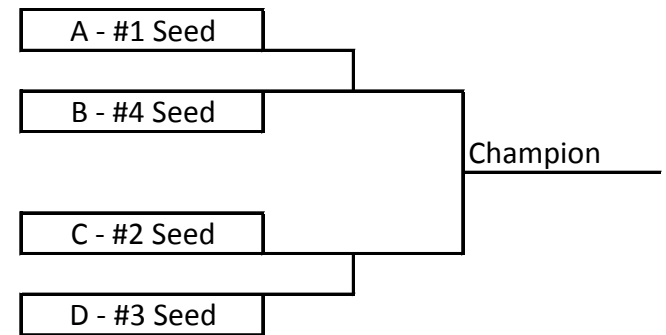 A - #1 Seed
B - #4 Seed
Champion
C - #2 Seed
D - #3 Seed